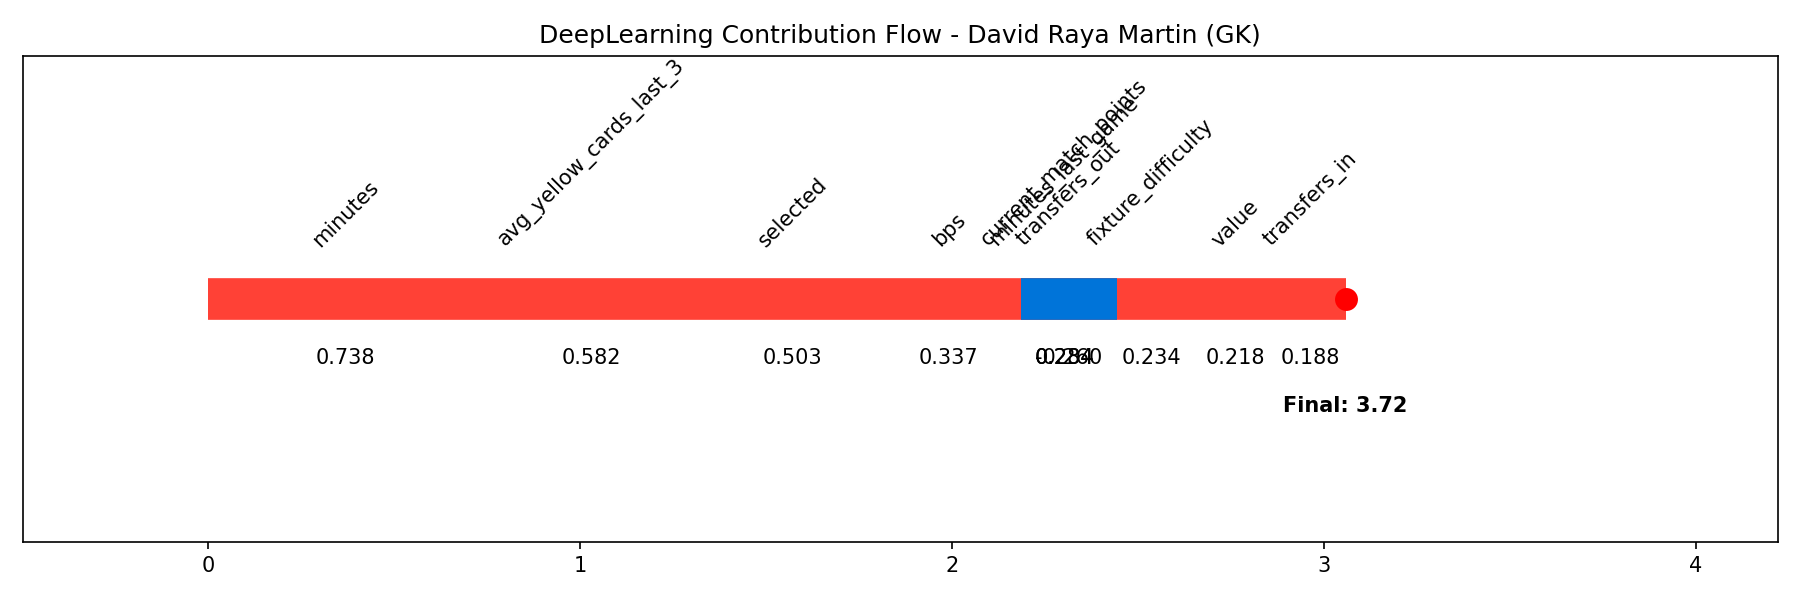 DeepLearning Contribution Flow - David Raya Martin (GK)
minutes
avg_yellow_cards_last_3
selected
bps
current_match_points
minutes_last_game
transfers_out
fixture_difficulty
value
transfers_in
0.738 0.582 0.503 0.337 0.234 0.218 0.188
Final: 3.72
0 1 2 3 4